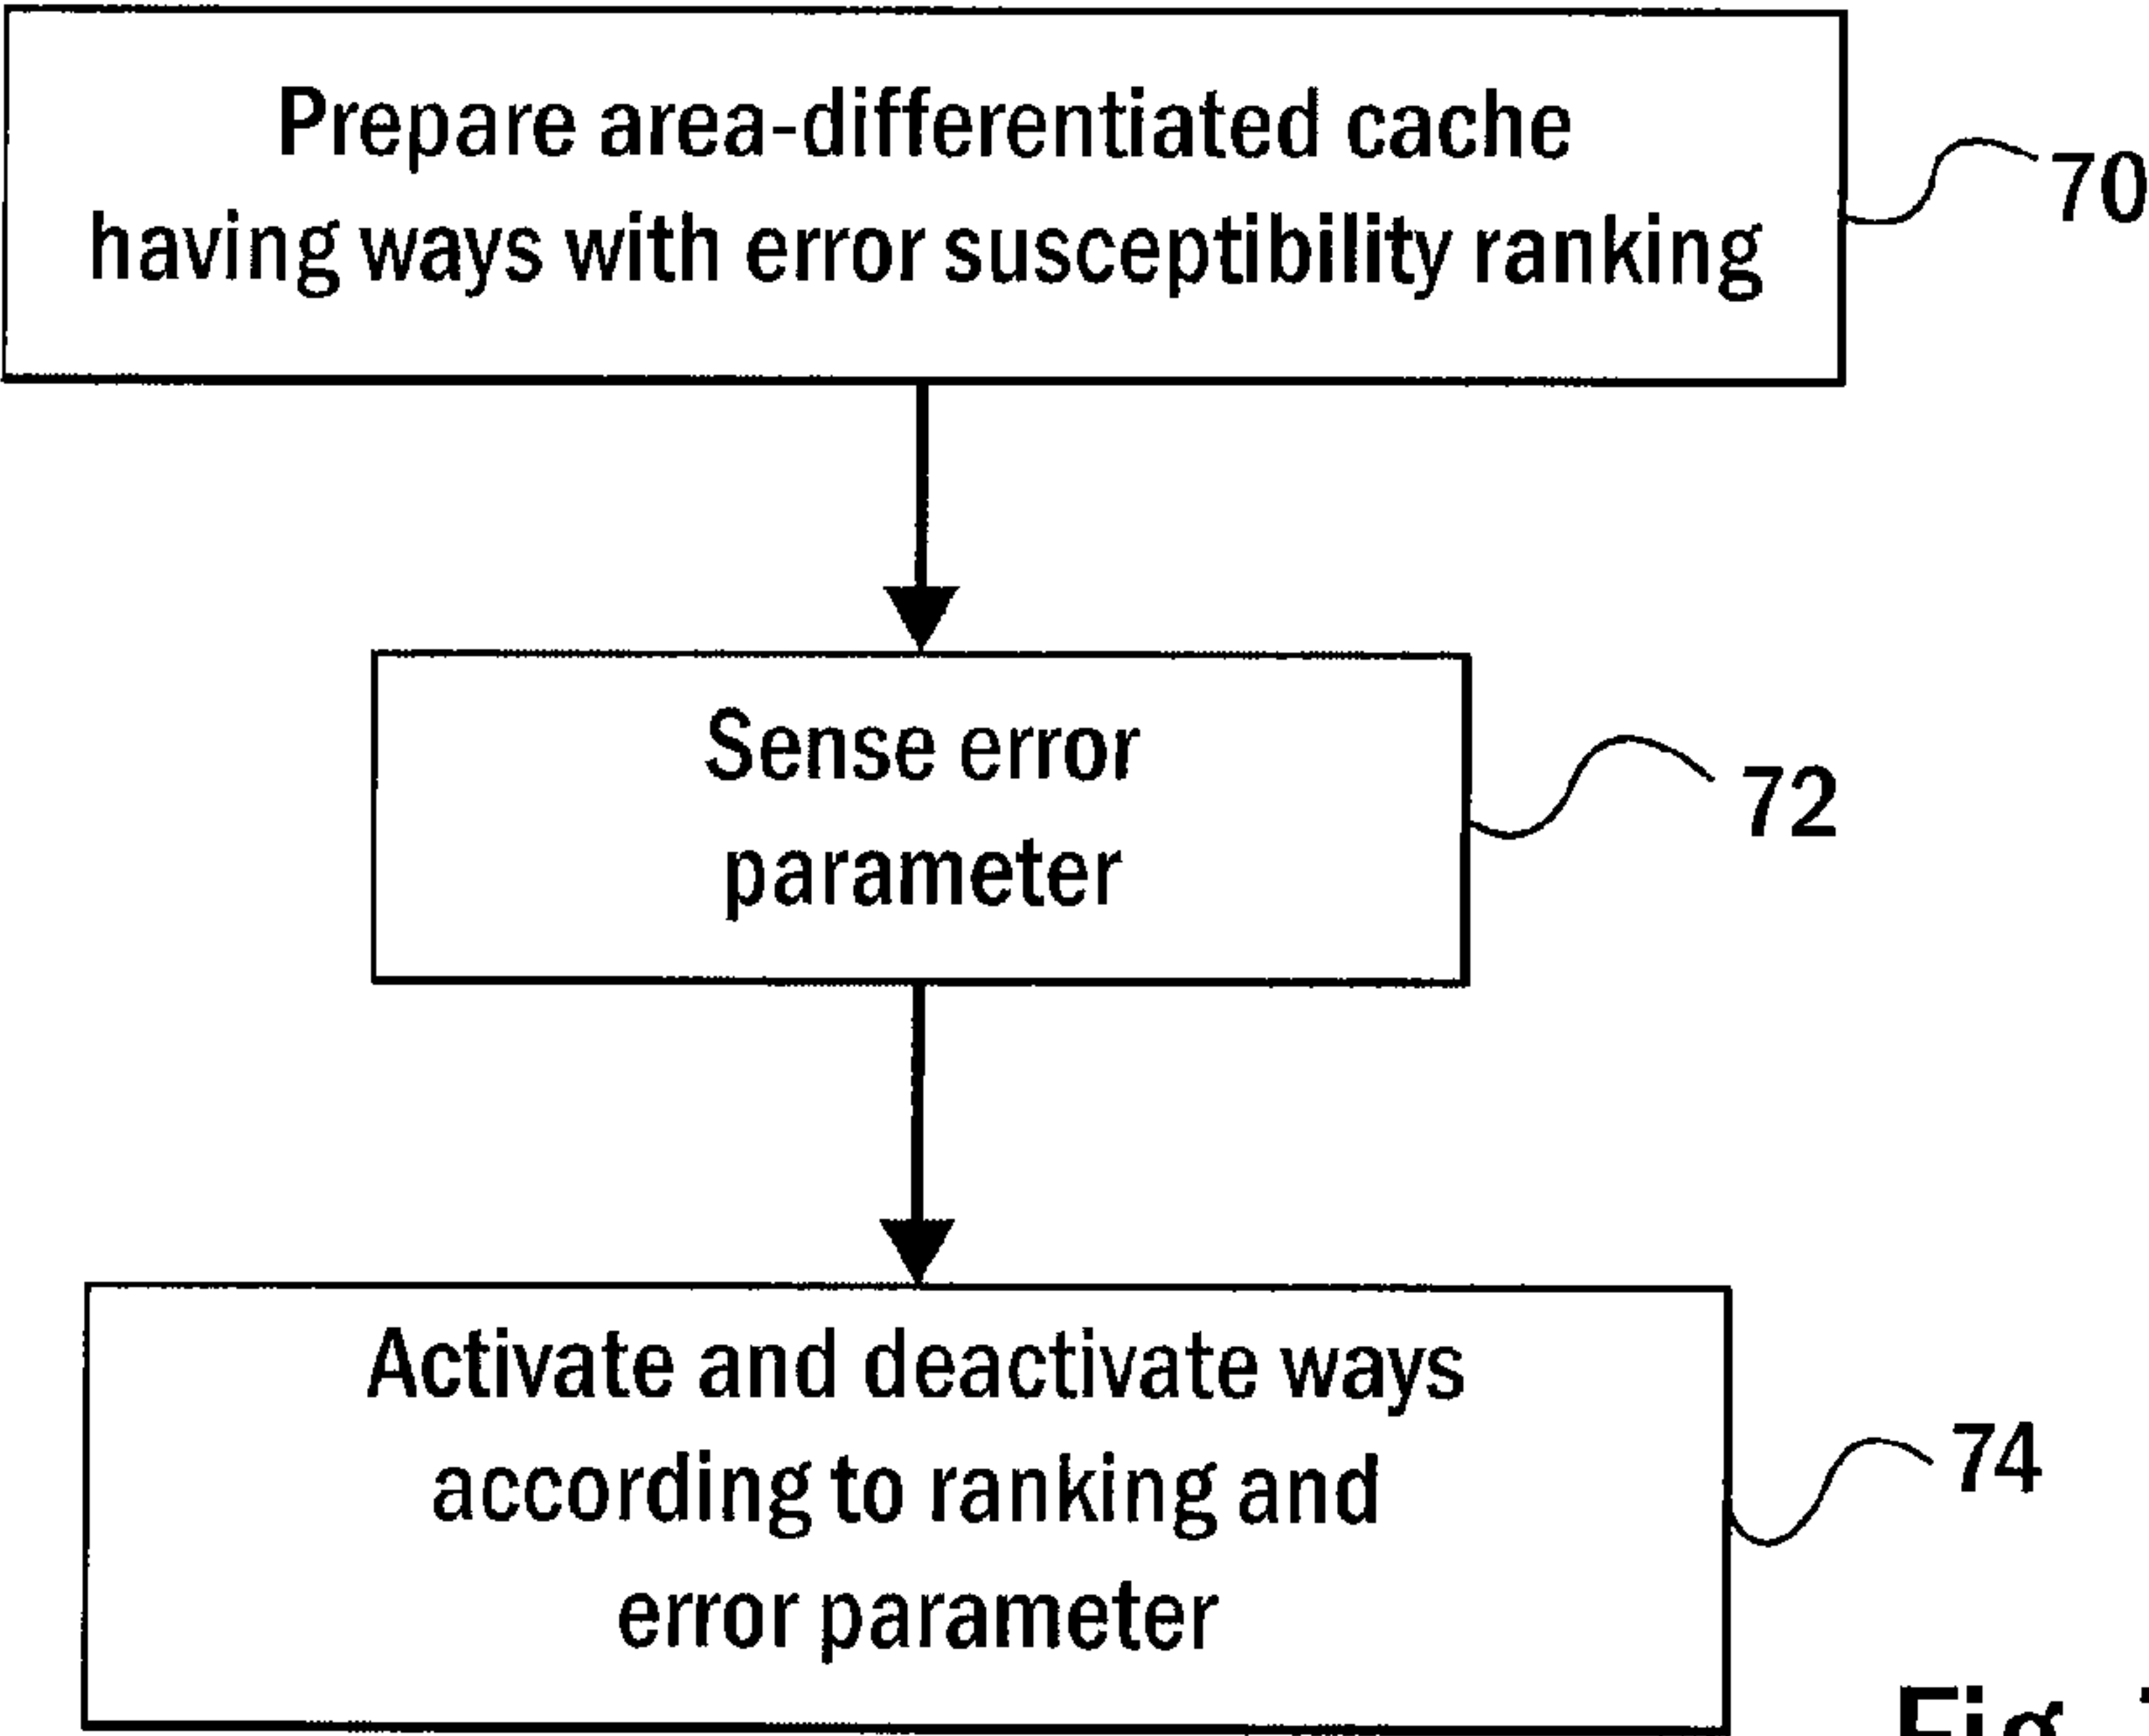 Prepare area-differentiated cache
having ways with error susceptibility ranking
70
Sense error
parameter
72
Activate and deactivate ways
according to ranking and
error parameter
74
Fig.